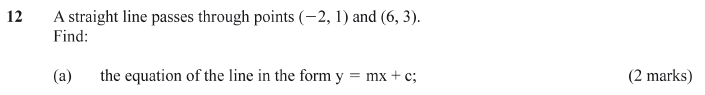 12 A straight line passes through points (−2, 1) and (6, 3).
Find:
(a) the equation of the line in the form y = mx + c; (2 marks)